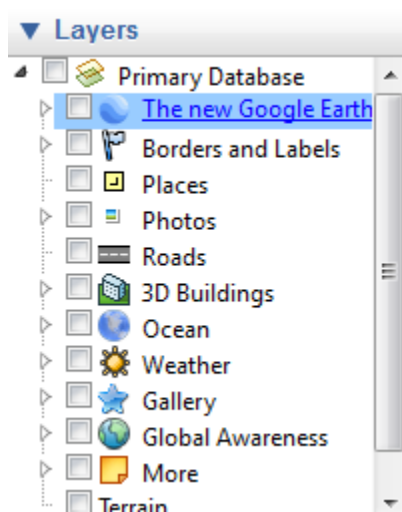 Layers
Primary Database
The new Google Earth
Borders and Labels
Places
Photos
Roads
3D Buildings
Ocean
Weather
Gallery
Global Awareness
More
Terrain